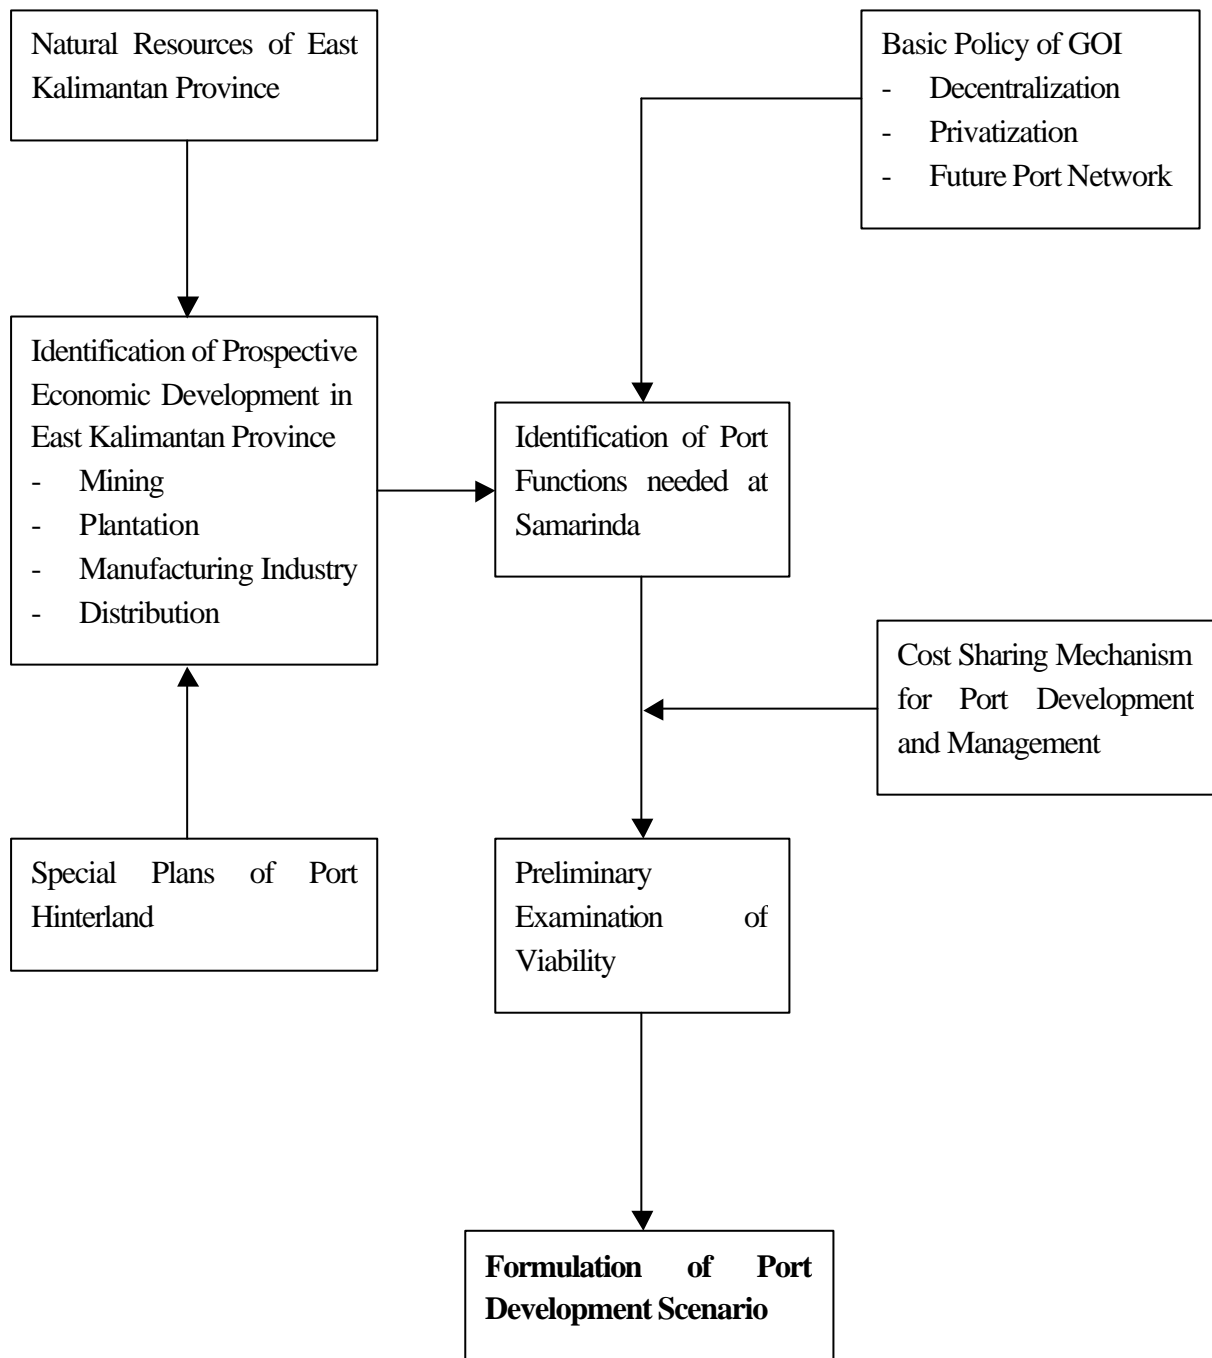 Natural Resources of East
Kalimantan Province
Basic Policy of GOI
- Decentralization
- Privatization
- Future Port Network
Identification of Prospective
Economic Development in
East Kalimantan Province
- Mining
- Plantation
- Manufacturing Industry
- Distribution
Identification of Port
Functions needed at
Samarinda
Cost Sharing Mechanism
for Port Development
and Management
Special Plans of Port
Hinterland
Preliminary
Examination of
Viability
Formulation of Port
Development Scenario